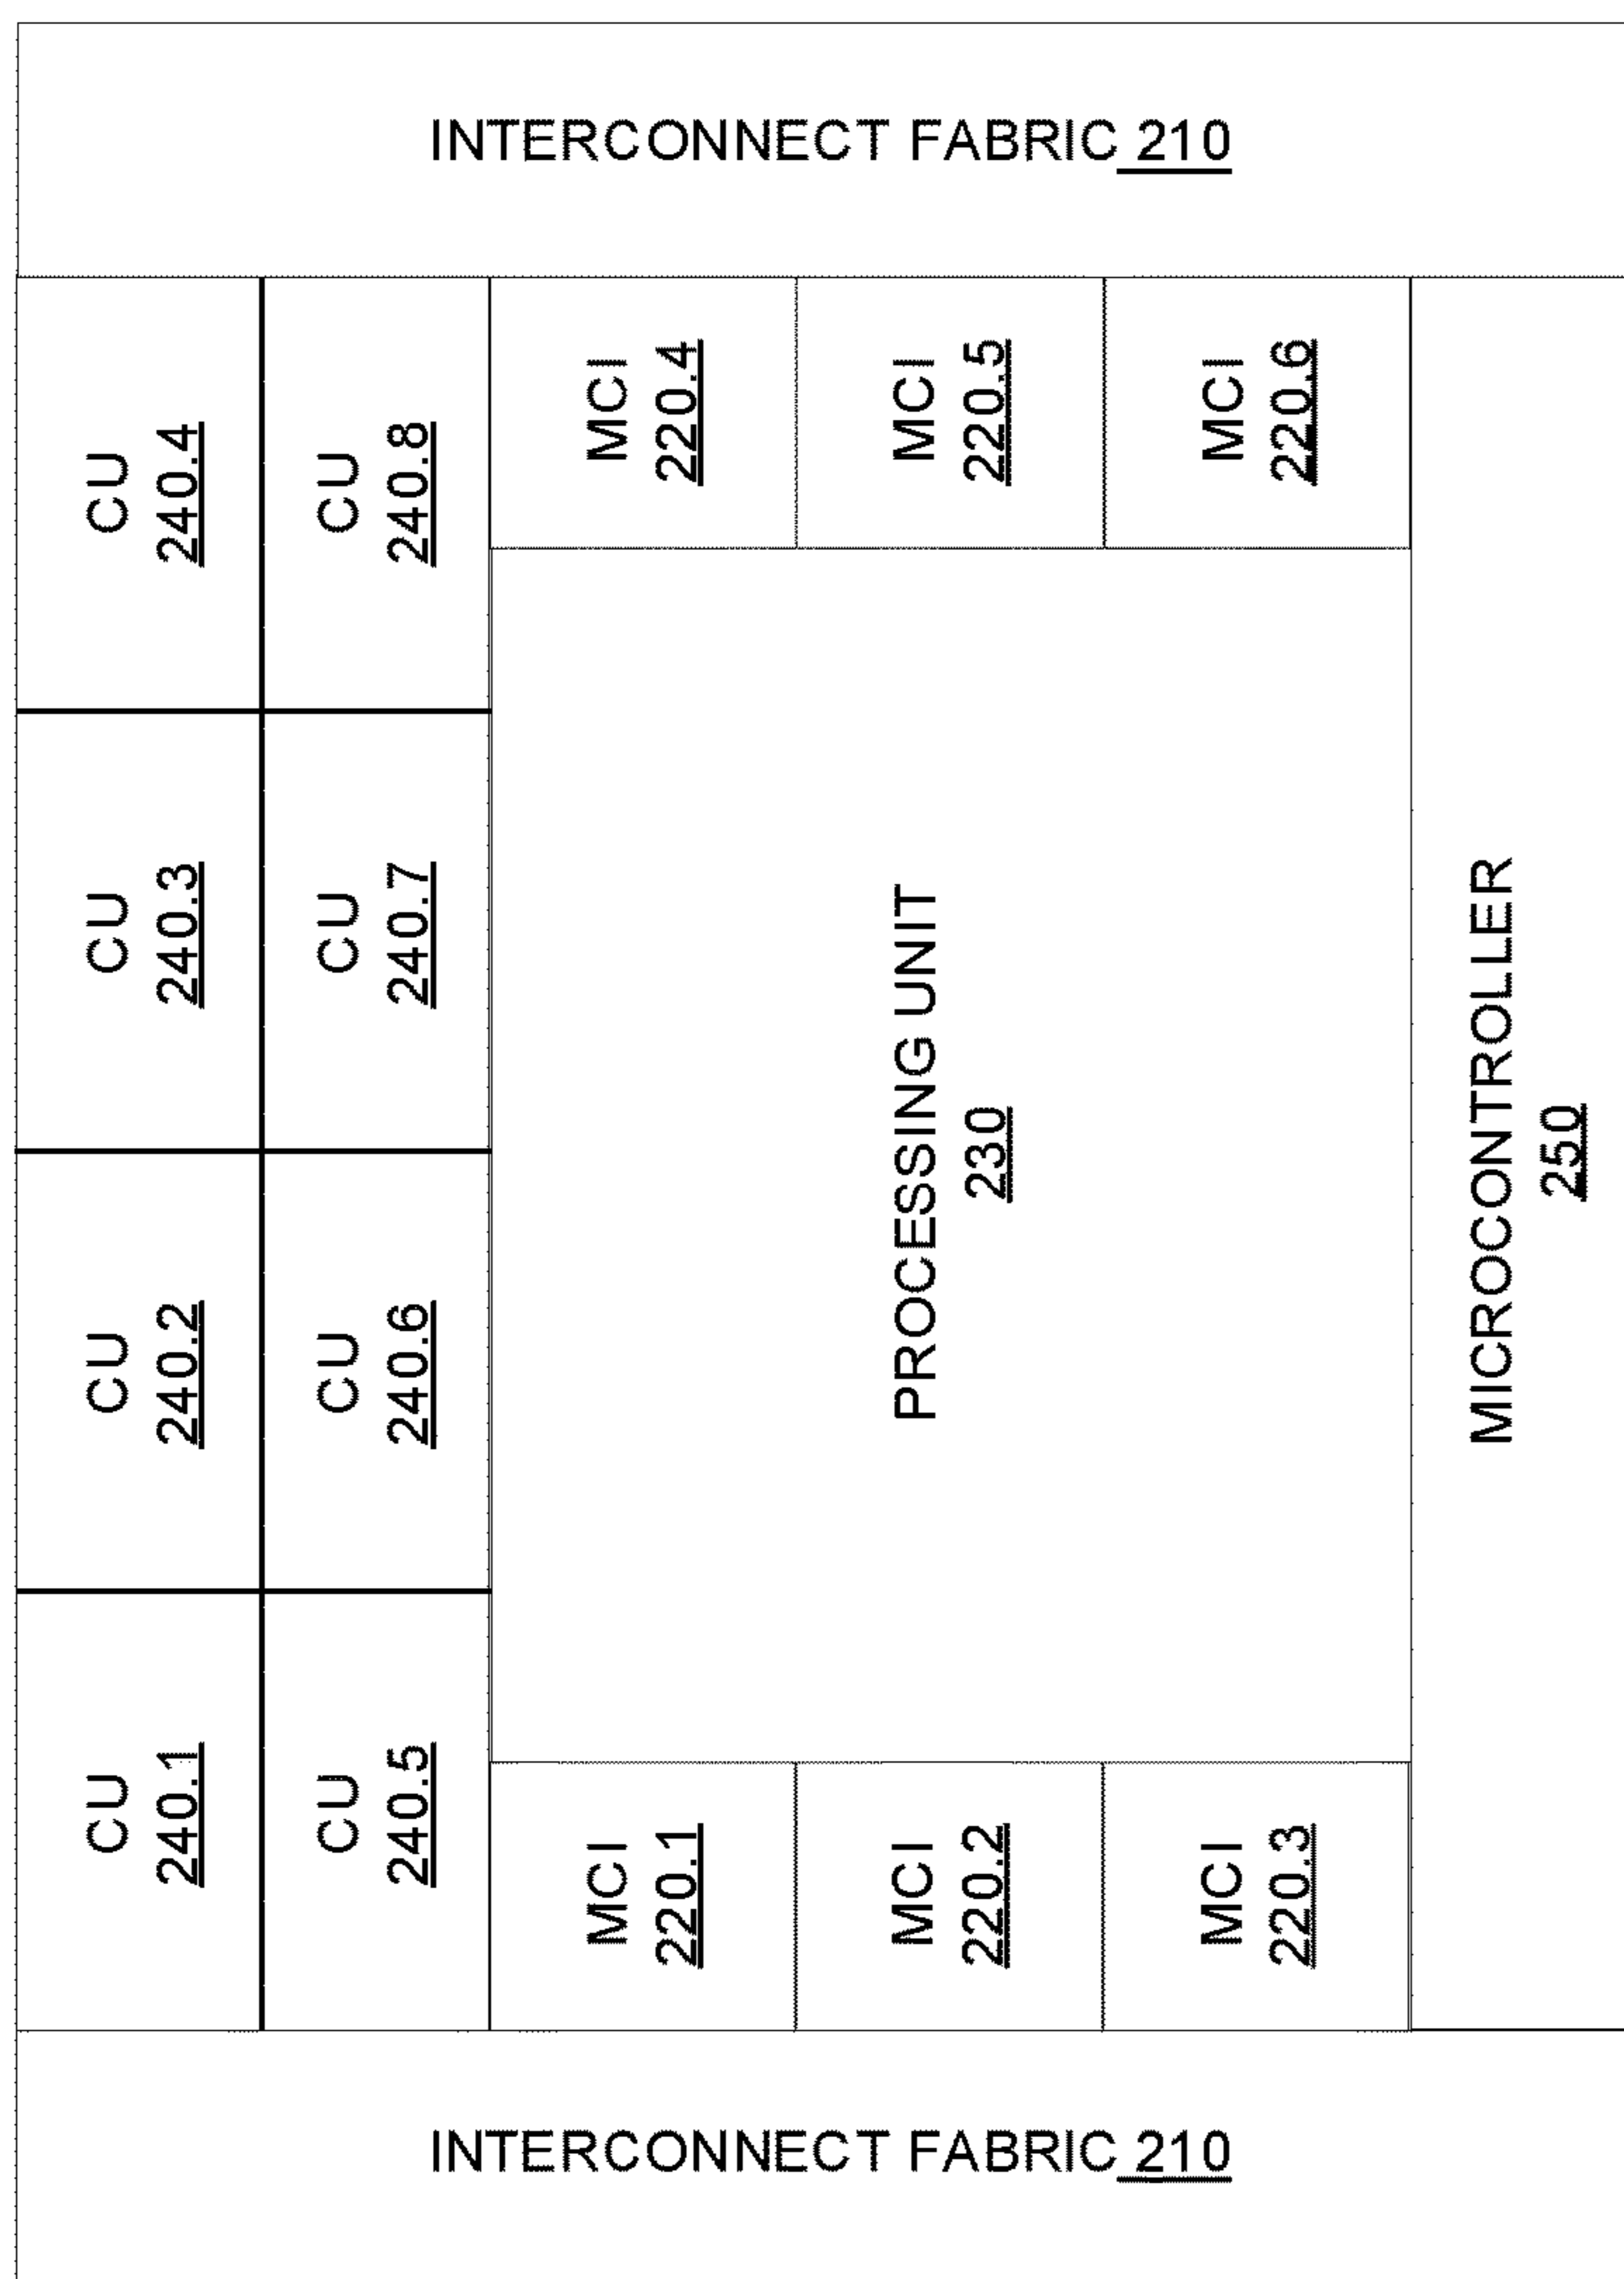 INTERCONNECT FABRIC 210
CU
240.1
CU
240.2
CU
240.3
CU
240.4
CU
240.5
CU
240.6
CU
240.7
CU
240.8
MCI
220.1
MCI
220.4
MCI
220.2
PROCESSING UNIT
230
MCI
220.5
MCI
220.3
MCI
220.6
MICROCONTROLLER
250
INTERCONNECT FABRIC 210